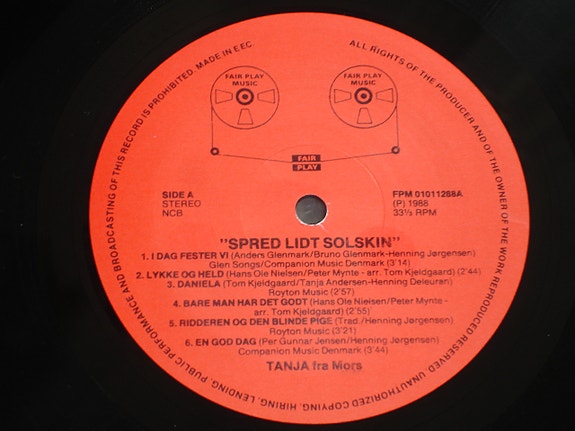 UNAUTHORIZED COPYING, HIRING, LENDING, PUBLIC PERFORMANCE AND BROADCASTING OF THIS RECORD IS PROHIBITED. MADE IN EEC
ALL RIGHTS OF THE PRODUCER AND OF THE OWNER OF THE WORK REPRODUCED RESERVED.
FAIR PLAY
MUSIC
FAIR PLAY
MUSIC
FAIR
PLAY
SIDE A
STEREO
NCB
FPM 01011288A
(P) 1988
33⅓ RPM
"SPRED LIDT SOLSKIN"
1. I DAG FESTER VI (Anders Glenmark/Bruno Glenmark-Henning Jørgensen)
Glen Songs/Companion Music Denmark (3'14)
2. LYKKE OG HELD (Hans Ole Nielsen/Peter Mynte - arr. Tom Kjeldgaard) (2'44)
3. DANIELA (Tom Kjeldgaard/Tanja Andersen-Henning Deleuran)
Royton Music (2'57)
4. BARE MAN HAR DET GODT (Hans Ole Nielsen/Peter Mynte -
arr. Tom Kjeldgaard) (2'55)
5. RIDDEREN OG DEN BLINDE PIGE (Trad./Henning Jørgensen)
Royton Music (3'21)
6. EN GOD DAG (Per Gunnar Jensen/Henning Jørgensen)
Companion Music Denmark (3'44)
TANJA fra Mors